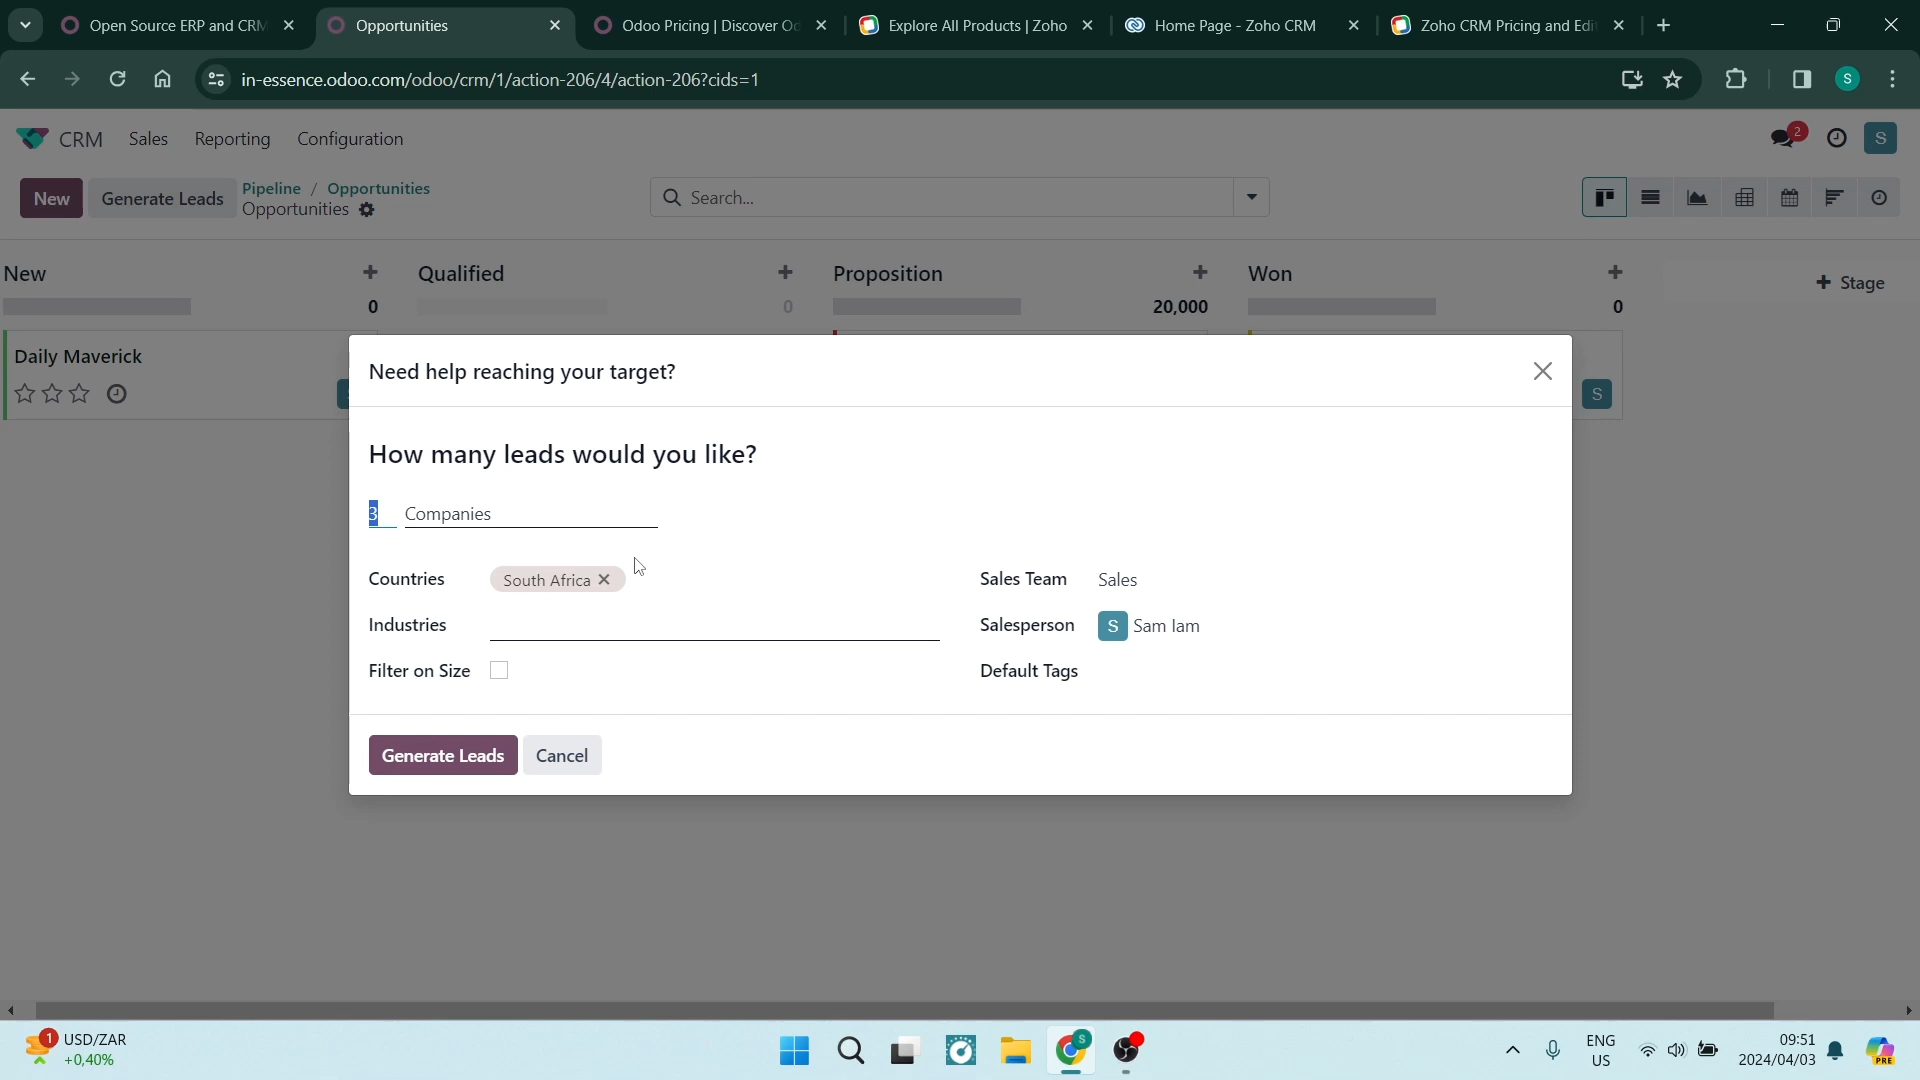 Open Source ERP and CRM
Opportunities
Odoo Pricing | Discover Od
Explore All Products | Zoho
Home Page - Zoho CRM
Zoho CRM Pricing and Edit
in-essence.odoo.com/odoo/crm/1/action-206/4/action-206?cids=1
S
CRM
Sales
Reporting
Configuration
2
S
New
Generate Leads
Pipeline / Opportunities
Opportunities
Search...
New
Qualified
Proposition
Won
Stage
0
0
20,000
0
Daily Maverick
S
Need help reaching your target?
How many leads would you like?
3 Companies
Countries
South Africa
Sales Team
Sales
Industries
Salesperson
S Sam Iam
Filter on Size
Default Tags
Generate Leads
Cancel
1
USD/ZAR
+0,40%
S
ENG
US
09:51
2024/04/03
PRE